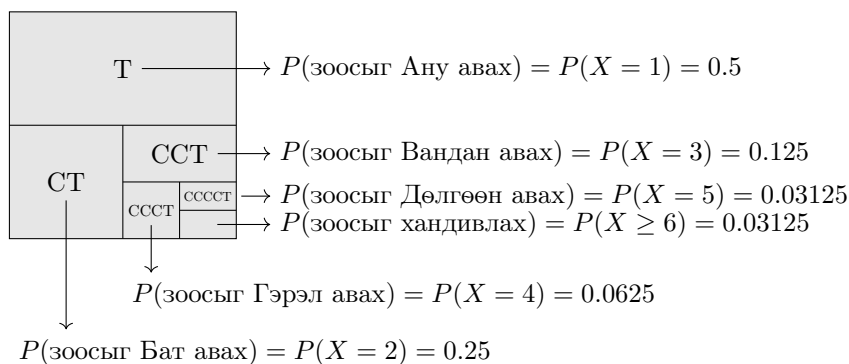 T P(зоосыг Ану авах) = P(X = 1) = 0.5
CCT P(зоосыг Вандан авах) = P(X = 3) = 0.125
CT
CCCCT P(зоосыг Дөлгөөн авах) = P(X = 5) = 0.03125
CCCT P(зоосыг хандивлах) = P(X ≥ 6) = 0.03125
P(зоосыг Гэрэл авах) = P(X = 4) = 0.0625
P(зоосыг Бат авах) = P(X = 2) = 0.25